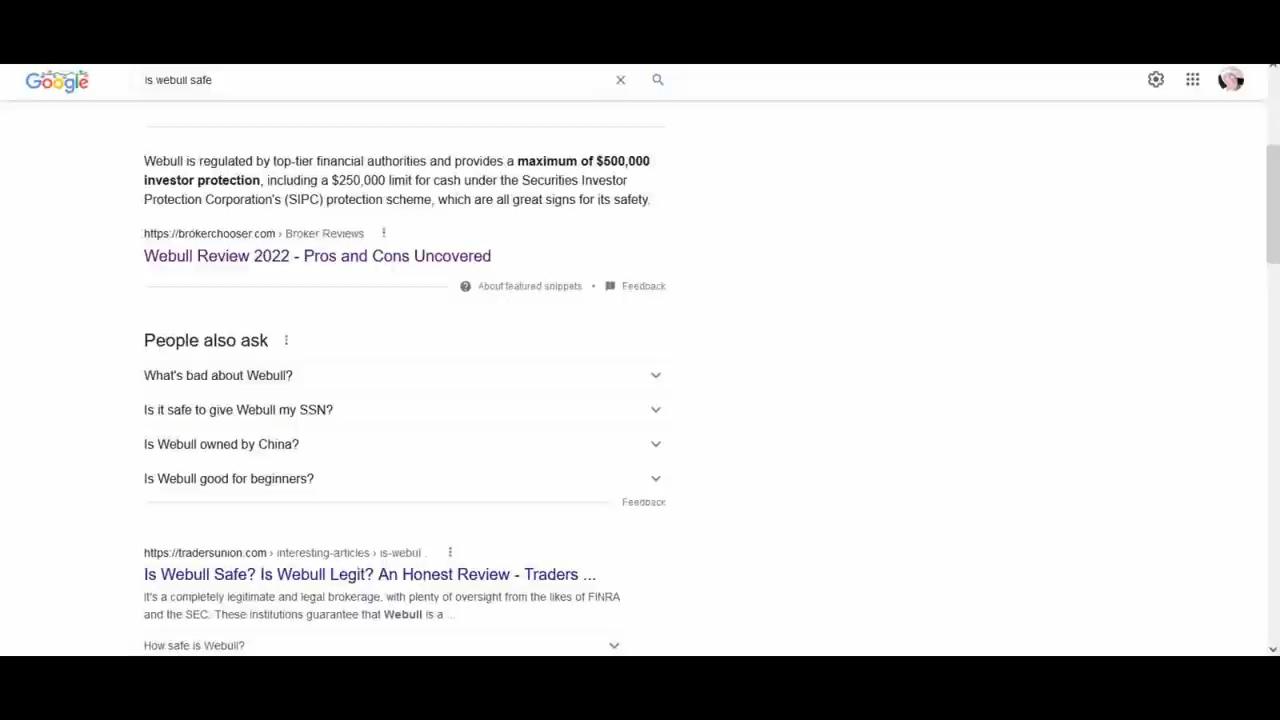 Google
is webull safe
Webull is regulated by top-tier financial authorities and provides a maximum of $500,000
investor protection, including a $250,000 limit for cash under the Securities Investor
Protection Corporation's (SIPC) protection scheme, which are all great signs for its safety.
https://brokerchooser.com › Broker Reviews
Webull Review 2022 - Pros and Cons Uncovered
About featured snippets • Feedback
People also ask
What's bad about Webull?
Is it safe to give Webull my SSN?
Is Webull owned by China?
Is Webull good for beginners?
Feedback
https://tradersunion.com › interesting-articles › is-webul...
Is Webull Safe? Is Webull Legit? An Honest Review - Traders ...
It's a completely legitimate and legal brokerage, with plenty of oversight from the likes of FINRA
and the SEC. These institutions guarantee that Webull is a ...
How safe is Webull?